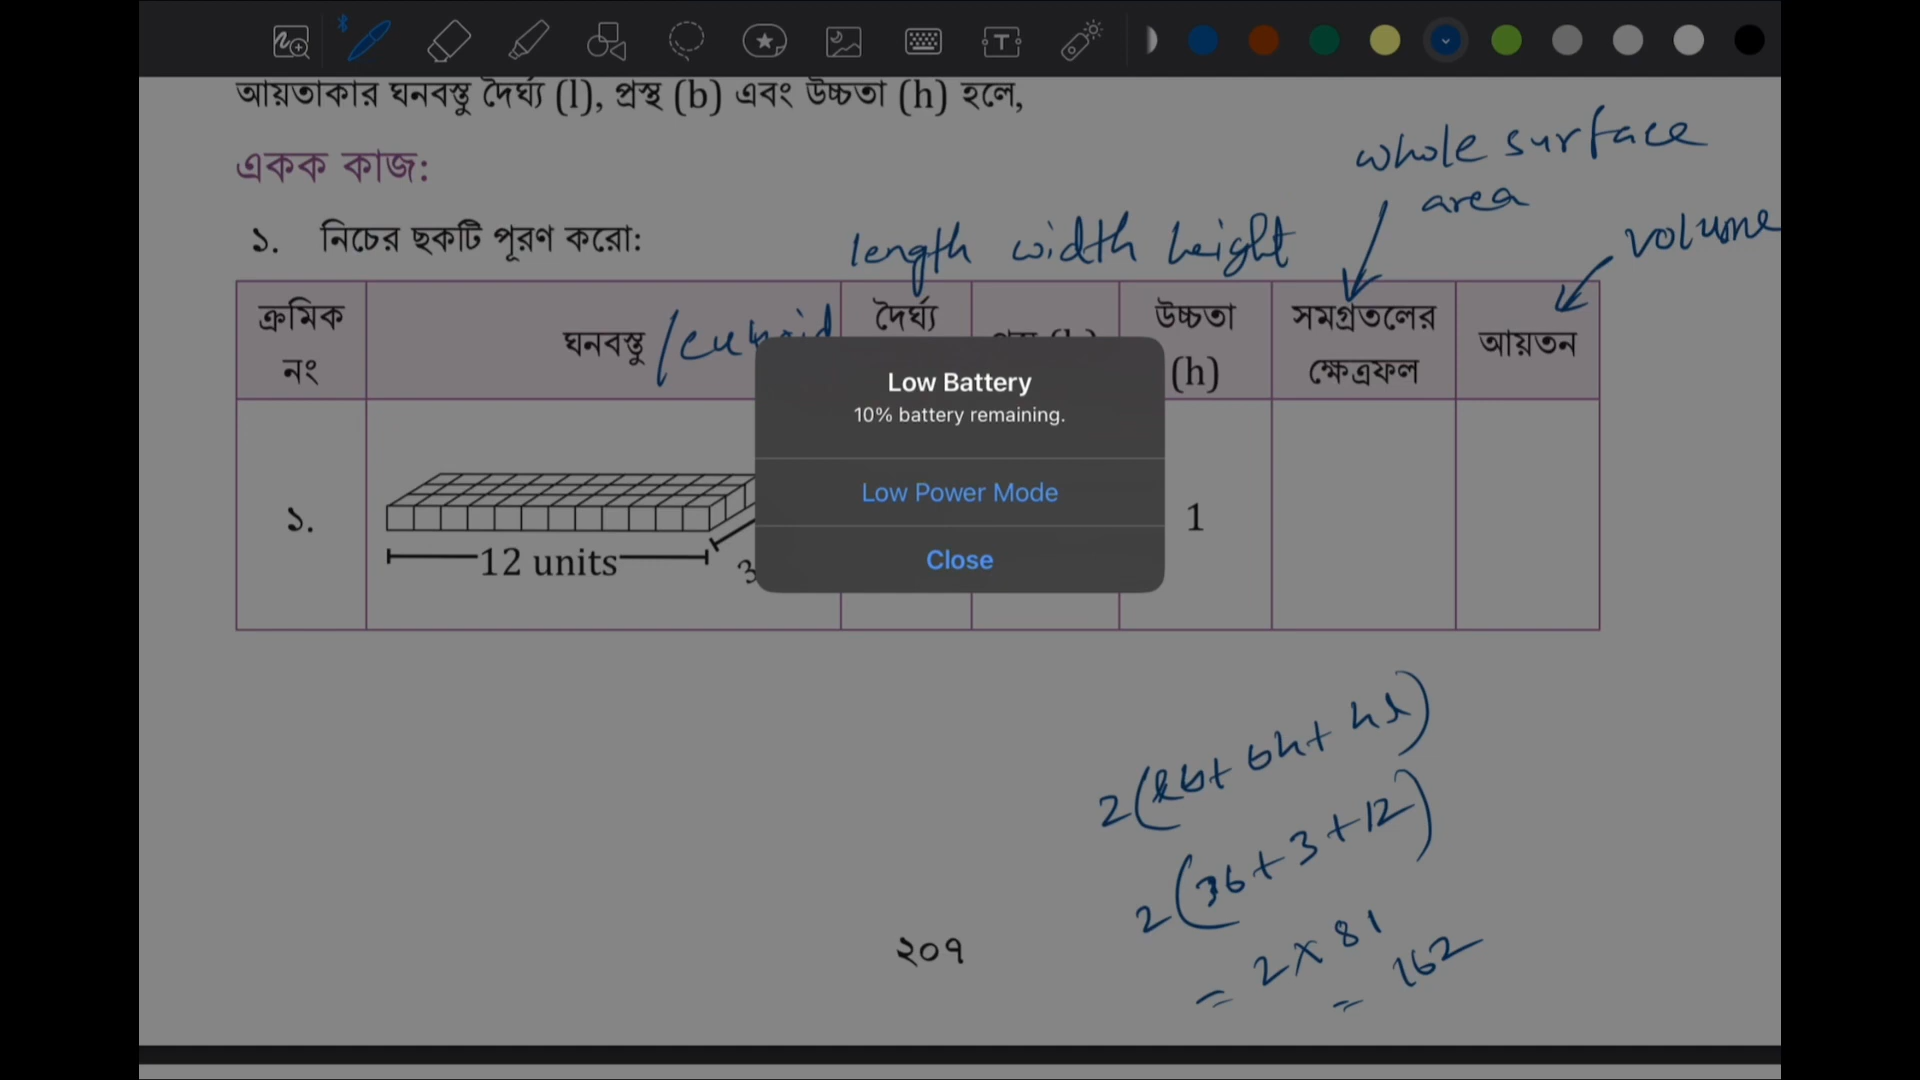 আয়তাকার ঘনবস্তু দৈর্ঘ্য (l), প্রস্থ (b) এবং উচ্চতা (h) হলে,
whole surface
area
একক কাজ:
volume
১. নিচের ছকটি পূরণ করো:
length width height
ক্রমিক
নং
ঘনবস্তু / cuboid
দৈর্ঘ্য
উচ্চতা
(h)
সমগ্রতলের
ক্ষেত্রফল
আয়তন
Low Battery
10% battery remaining.
Low Power Mode
Close
১.
12 units
3
1
2(lb+bh+hl)
2(36+3+12)
= 2×81
= 162
২০৭